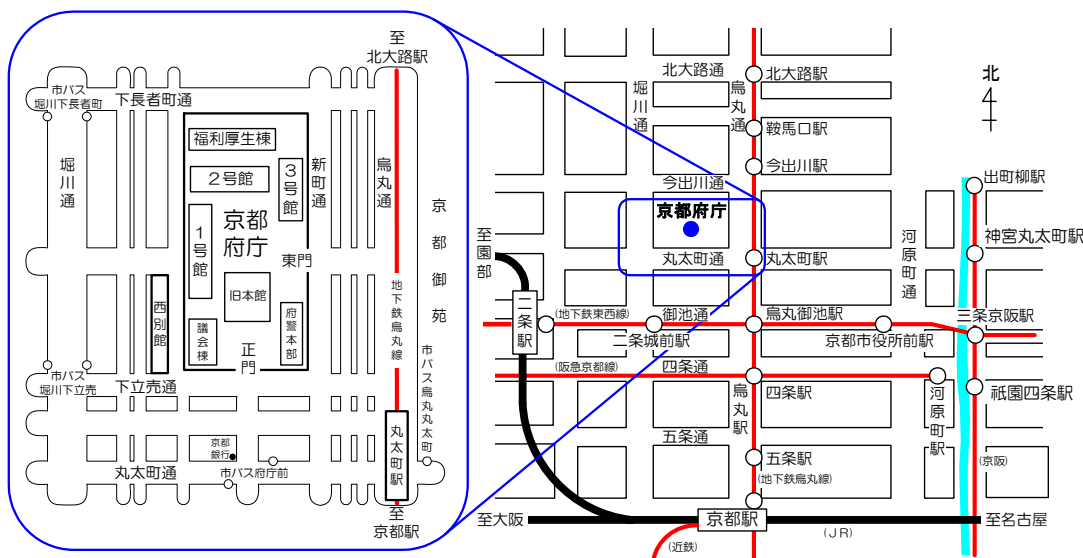 至
北大路駅
市バス
堀川下長者町
下長者町通
福利厚生棟
2号館
3号館
新町通
烏丸通
堀川通
京都
府庁
1号館
東門
京都御苑
地下鉄烏丸線
旧本館
西別館
議会棟
正門
府警本部
市バス
堀川下立売
下立売通
市バス烏丸丸太町
京都
銀行
丸太町駅
丸太町通
市バス府庁前
至
京都駅
北大路通
北大路駅
堀川通
烏丸通
北
鞍馬口駅
今出川駅
今出川通
出町柳駅
京都府庁
至園部
丸太町通
丸太町駅
河原町通
神宮丸太町駅
二条駅
(地下鉄東西線)
御池通
烏丸御池駅
三条京阪駅
二条城前駅
京都市役所前駅
(阪急京都線)
四条通
烏丸駅
四条駅
河原町駅
祇園四条駅
五条通
五条駅
(京阪)
(地下鉄烏丸線)
至大阪
京都駅
至名古屋
(JR)
(近鉄)